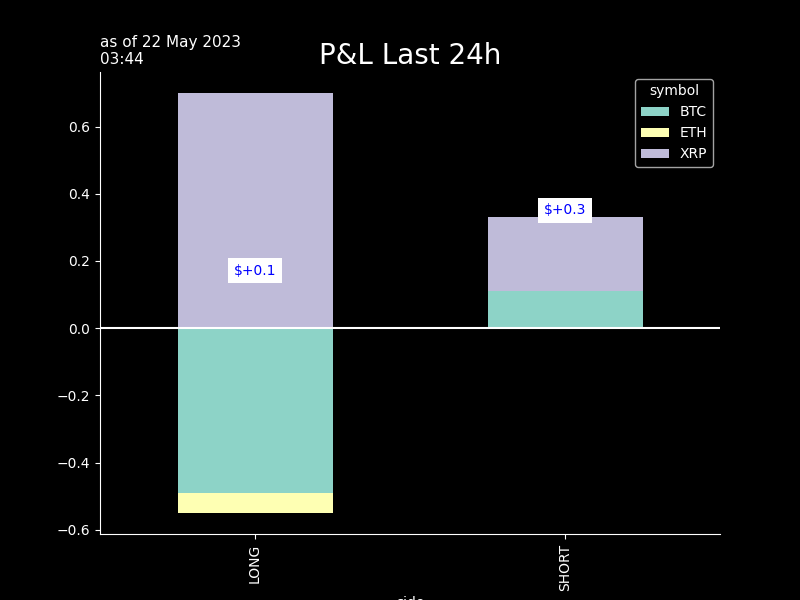 as of 22 May 2023
03:44
P&L Last 24h
symbol
BTC
ETH
XRP
0.6
0.4
0.2
0.0
−0.2
−0.4
−0.6
$+0.1
$+0.3
LONG
SHORT